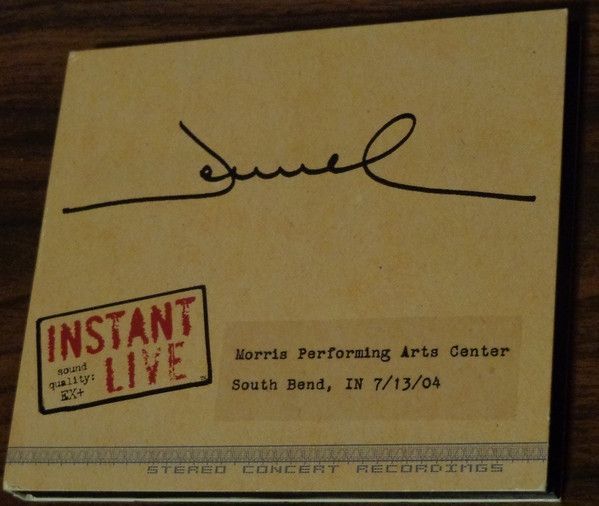 Jewel
INSTANT
LIVE
sound
quality:
EX+
Morris Performing Arts Center
South Bend, IN 7/13/04
STEREO CONCERT RECORDINGS